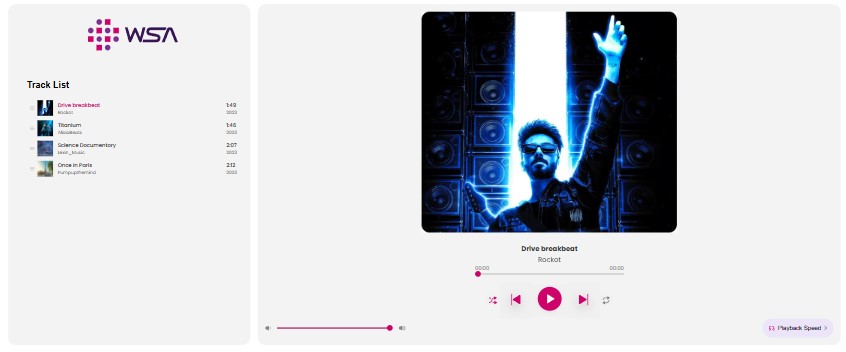 WSA
Track List
Drive breakbeat 1:49
Rockot 2023
Titanium 1:46
AlisiaBeats 2023
Science Documentary 2:07
Lexin_Music 2023
Once In Paris 2:12
Pumpupthemind 2023
Drive breakbeat
Rockot
00:00 00:00
Playback Speed